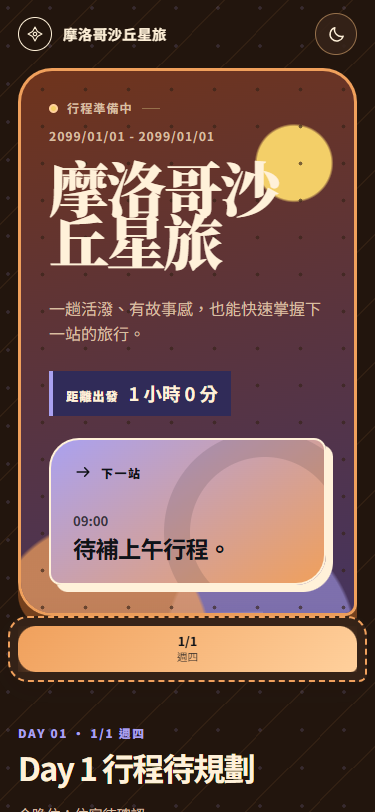 摩洛哥沙丘星旅
行程準備中
2099/01/01 - 2099/01/01
摩洛哥沙
丘星旅
一趟活潑、有故事感，也能快速掌握下
一站的旅行。
距離出發 1 小時 0 分
→ 下一站
09:00
待補上午行程。
1/1
週四
DAY 01 · 1/1 週四
Day 1 行程待規劃